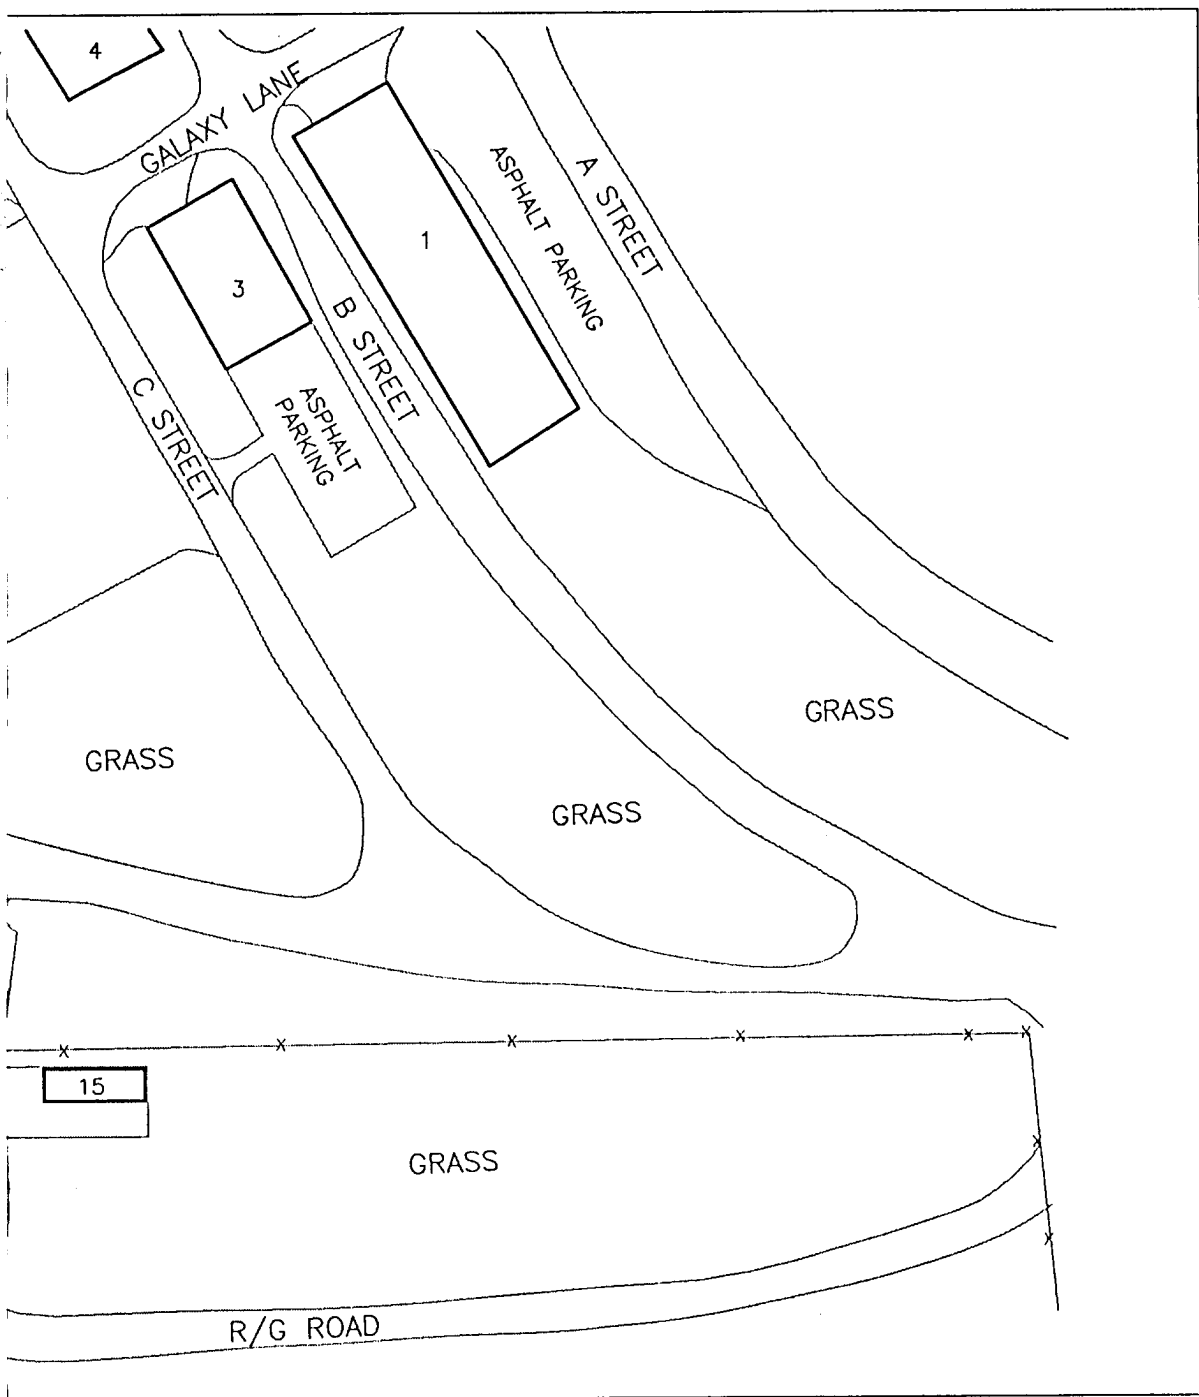 4
GALAXY LANE
1
ASPHALT PARKING
A STREET
3
B STREET
C STREET
ASPHALT
PARKING
GRASS
GRASS
GRASS
15
GRASS
R/G ROAD